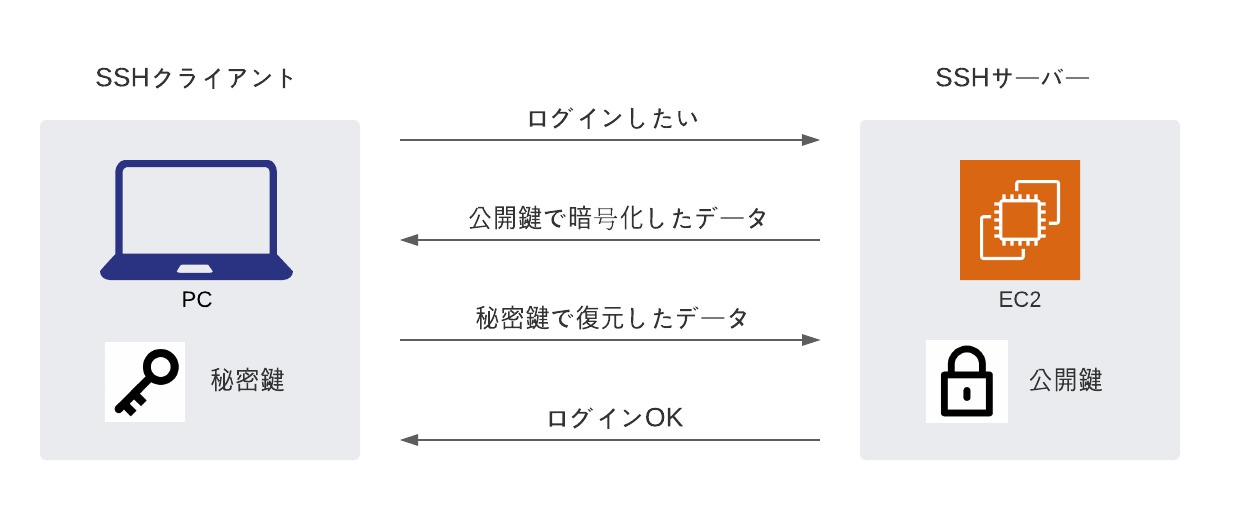 SSHクライアント
SSHサーバー
ログインしたい
公開鍵で暗号化したデータ
秘密鍵で復元したデータ
ログインOK
PC
秘密鍵
EC2
公開鍵